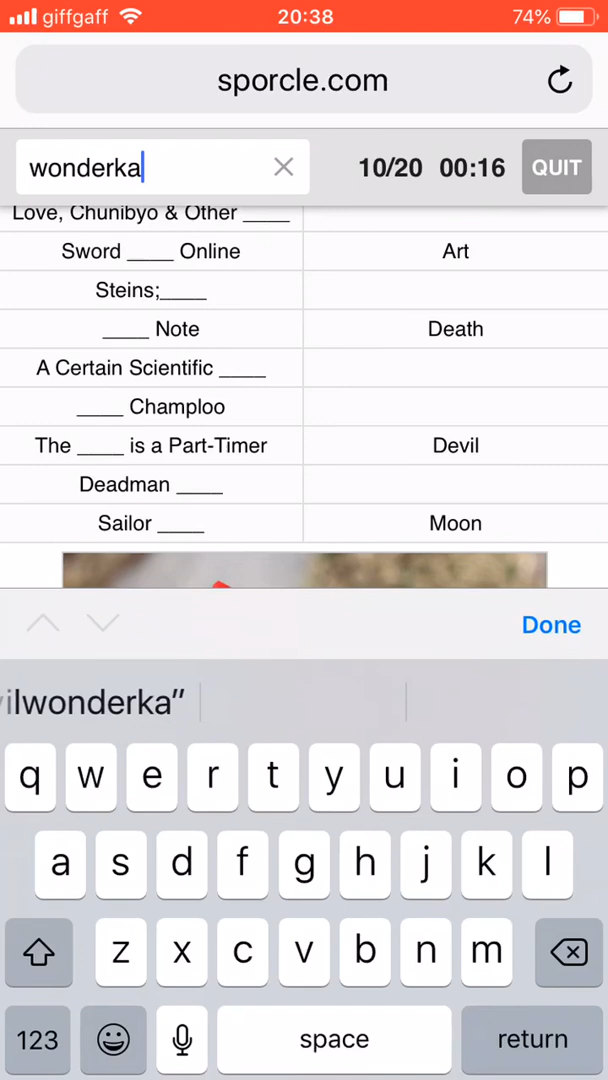 giffgaff 20:38 74%
sporcle.com
wonderka 10/20 00:16 QUIT
Love, Chunibyo & Other ____
Sword ____ Online Art
Steins;____
____ Note Death
A Certain Scientific ____
____ Champloo
The ____ is a Part-Timer Devil
Deadman ____
Sailor ____ Moon
Done
ilwonderka”
q w e r t y u i o p
a s d f g h j k l
z x c v b n m
123 space return